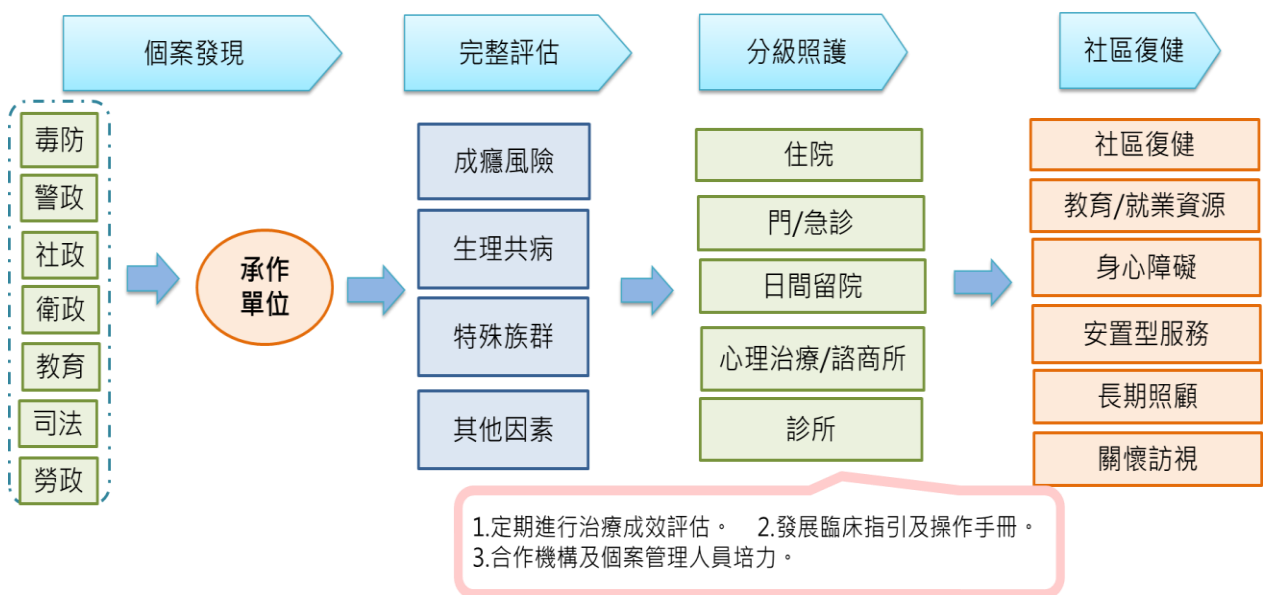 個案發現
完整評估
分級照護
社區復健
毒防
警政
社政
衛政
教育
司法
勞政
承作
單位
成癮風險
生理共病
特殊族群
其他因素
住院
門/急診
日間留院
心理治療/諮商所
診所
社區復健
教育/就業資源
身心障礙
安置型服務
長期照顧
關懷訪視
1.定期進行治療成效評估。 2.發展臨床指引及操作手冊。
3.合作機構及個案管理人員培力。